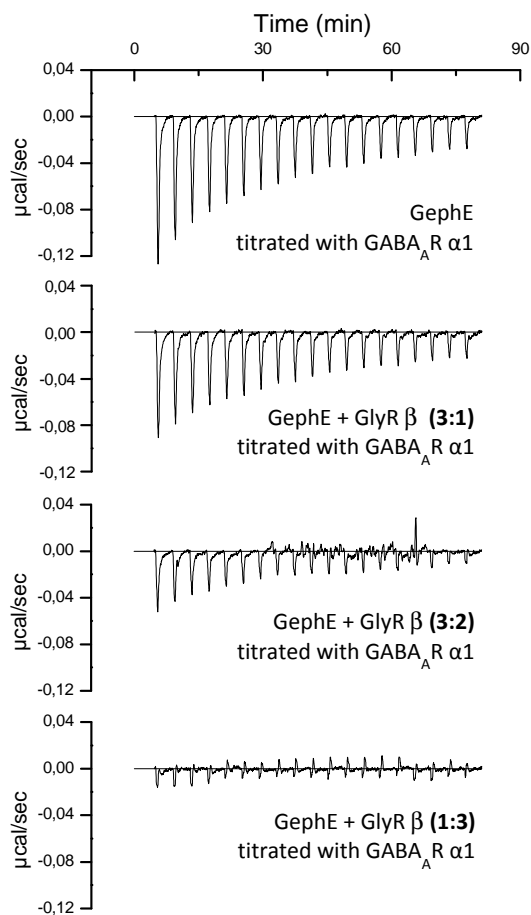 Time (min)
0 30 60 90
0,04
0,00
-0,04
-0,08
-0,12
µcal/sec
GephE
titrated with GABA_AR α1
0,04
0,00
-0,04
-0,08
-0,12
µcal/sec
GephE + GlyR β (3:1)
titrated with GABA_AR α1
0,04
0,00
-0,04
-0,08
-0,12
µcal/sec
GephE + GlyR β (3:2)
titrated with GABA_AR α1
0,04
0,00
-0,04
-0,08
-0,12
µcal/sec
GephE + GlyR β (1:3)
titrated with GABA_AR α1